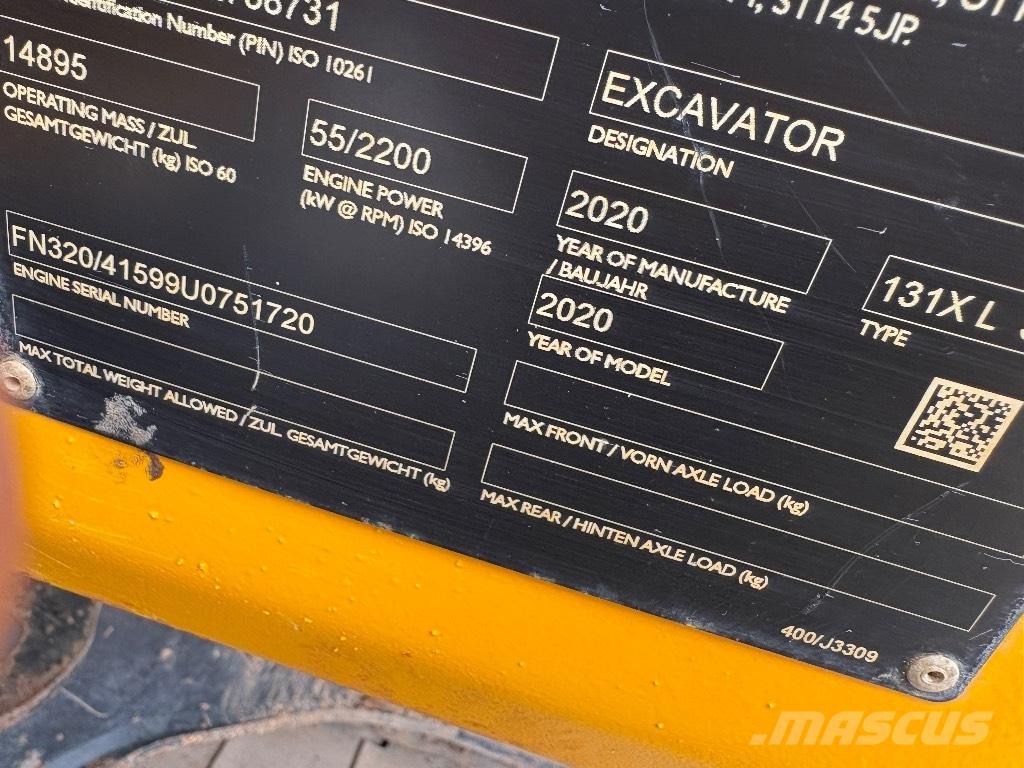 ST14 5JP.
Identification Number (PIN) ISO 10261
14895
OPERATING MASS / ZUL
GESAMTGEWICHT (kg) ISO 60
55/2200
ENGINE POWER
(kW @ RPM) ISO 14396
EXCAVATOR
DESIGNATION
2020
YEAR OF MANUFACTURE
/ BAUJAHR
131X L
TYPE
FN320/41599U0751720
ENGINE SERIAL NUMBER
2020
YEAR OF MODEL
MAX TOTAL WEIGHT ALLOWED / ZUL GESAMTGEWICHT (kg)
MAX FRONT / VORN AXLE LOAD (kg)
MAX REAR / HINTEN AXLE LOAD (kg)
400/J3309
MASCUS